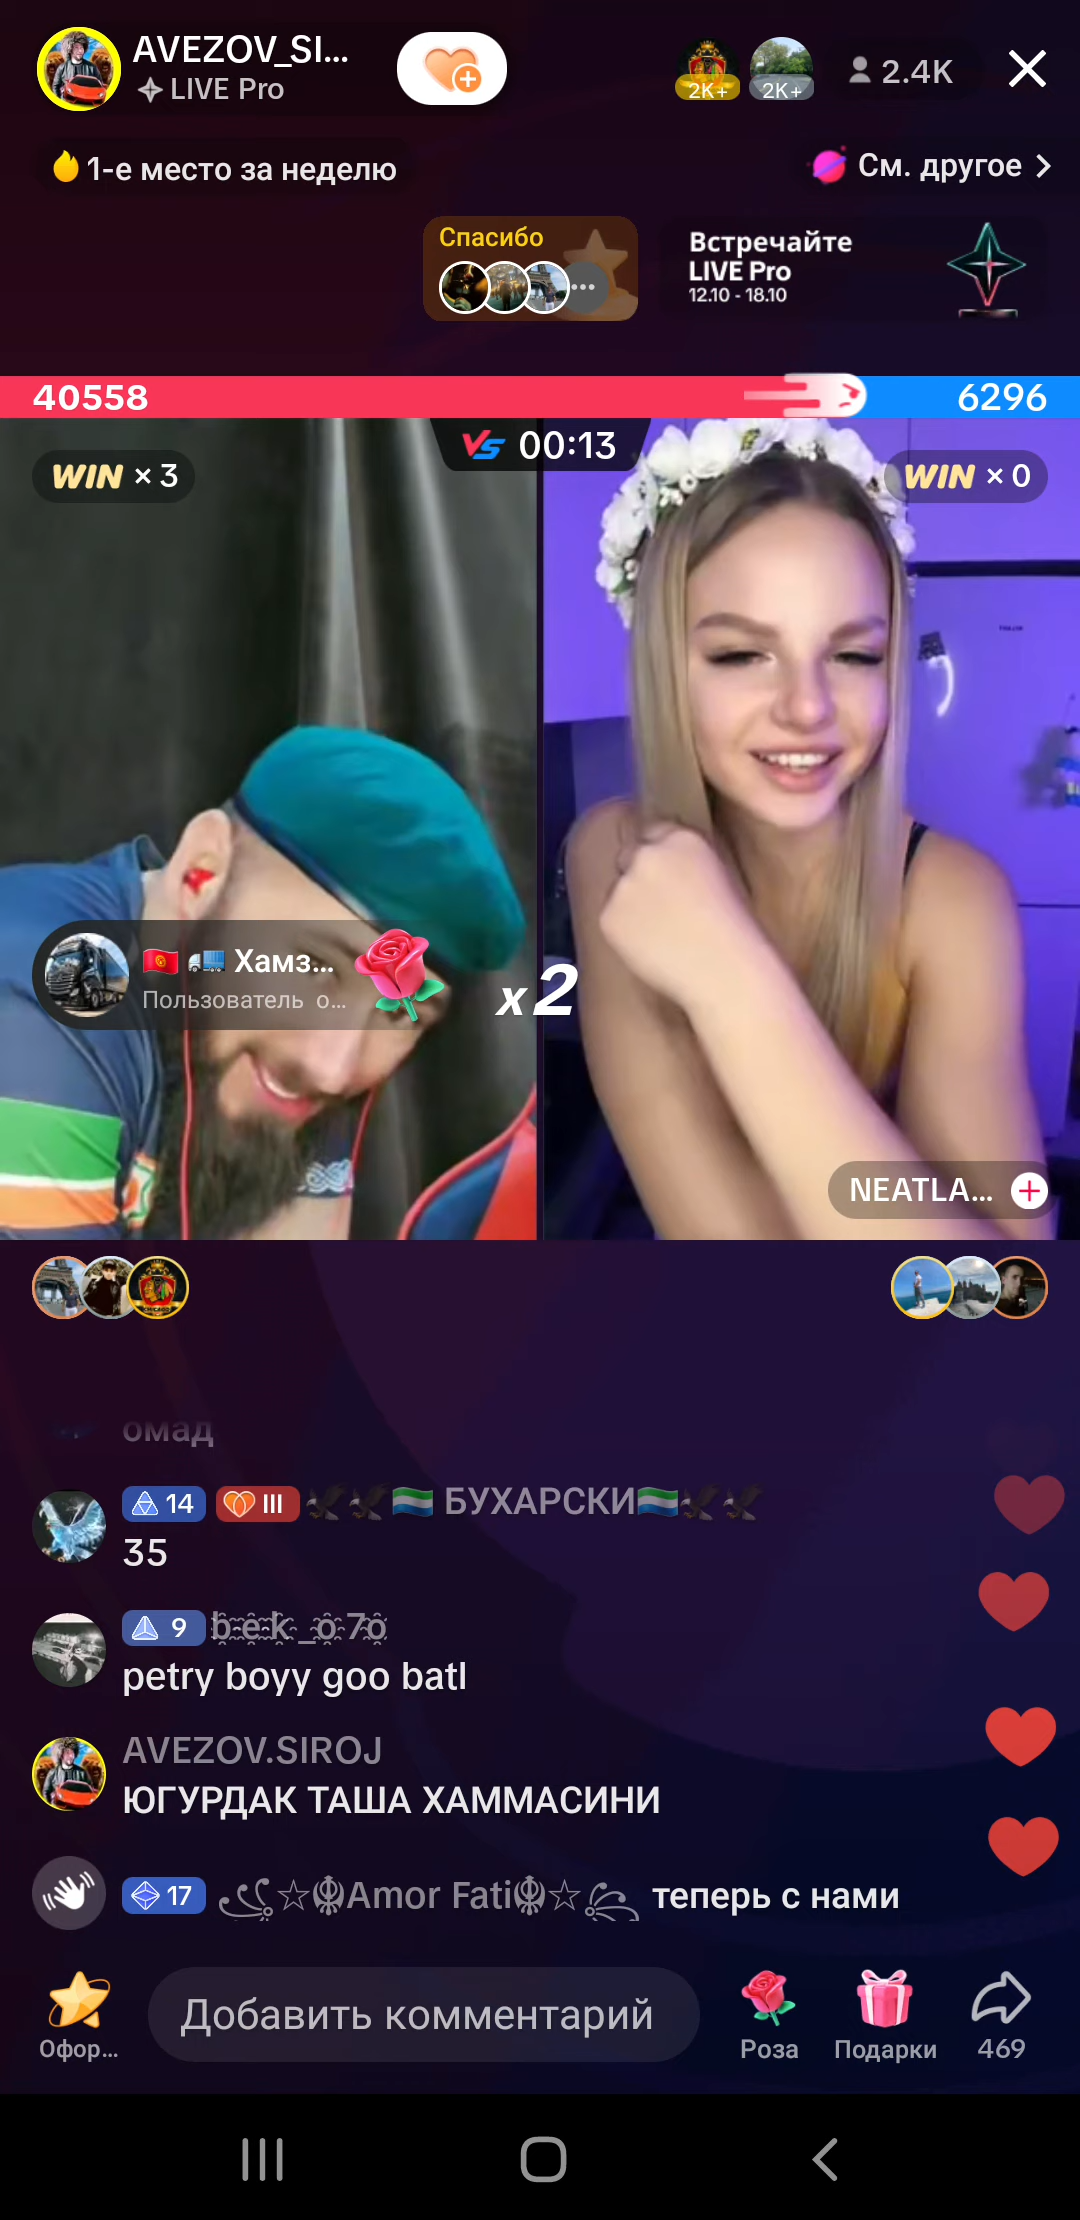 AVEZOV_SI...
LIVE Pro
2K+
2K+
2.4K
1-е место за неделю
См. другое
Спасибо
Встречайте
LIVE Pro
12.10 - 18.10
40558
6296
VS 00:13
WIN × 3
WIN × 0
Хамз...
Пользователь о...
x2
NEATLA...
омад
14 III БУХАРСКИ
35
9 b-e-k_o7o
petry boyy goo batl
AVEZOV.SIROJ
ЮГУРДАК ТАША ХАММАСИНИ
17 ☆Amor Fati☆ теперь с нами
Офор...
Добавить комментарий
Роза
Подарки
469